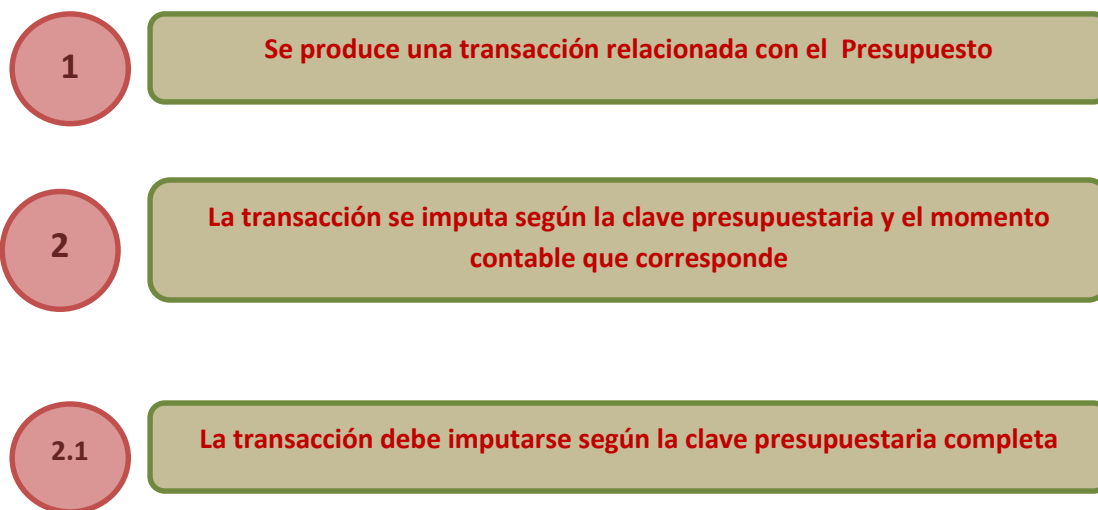 1
Se produce una transacción relacionada con el Presupuesto
2
La transacción se imputa según la clave presupuestaria y el momento
contable que corresponde
2.1
La transacción debe imputarse según la clave presupuestaria completa